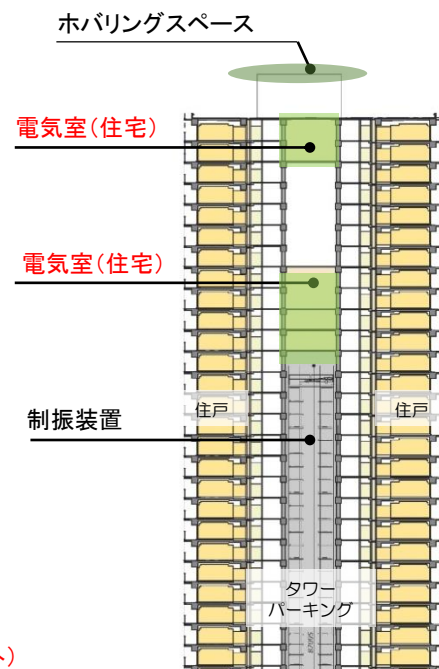 ホバリングスペース
電気室(住宅)
電気室(住宅)
住戸
住戸
制振装置
タワー
パーキング
)